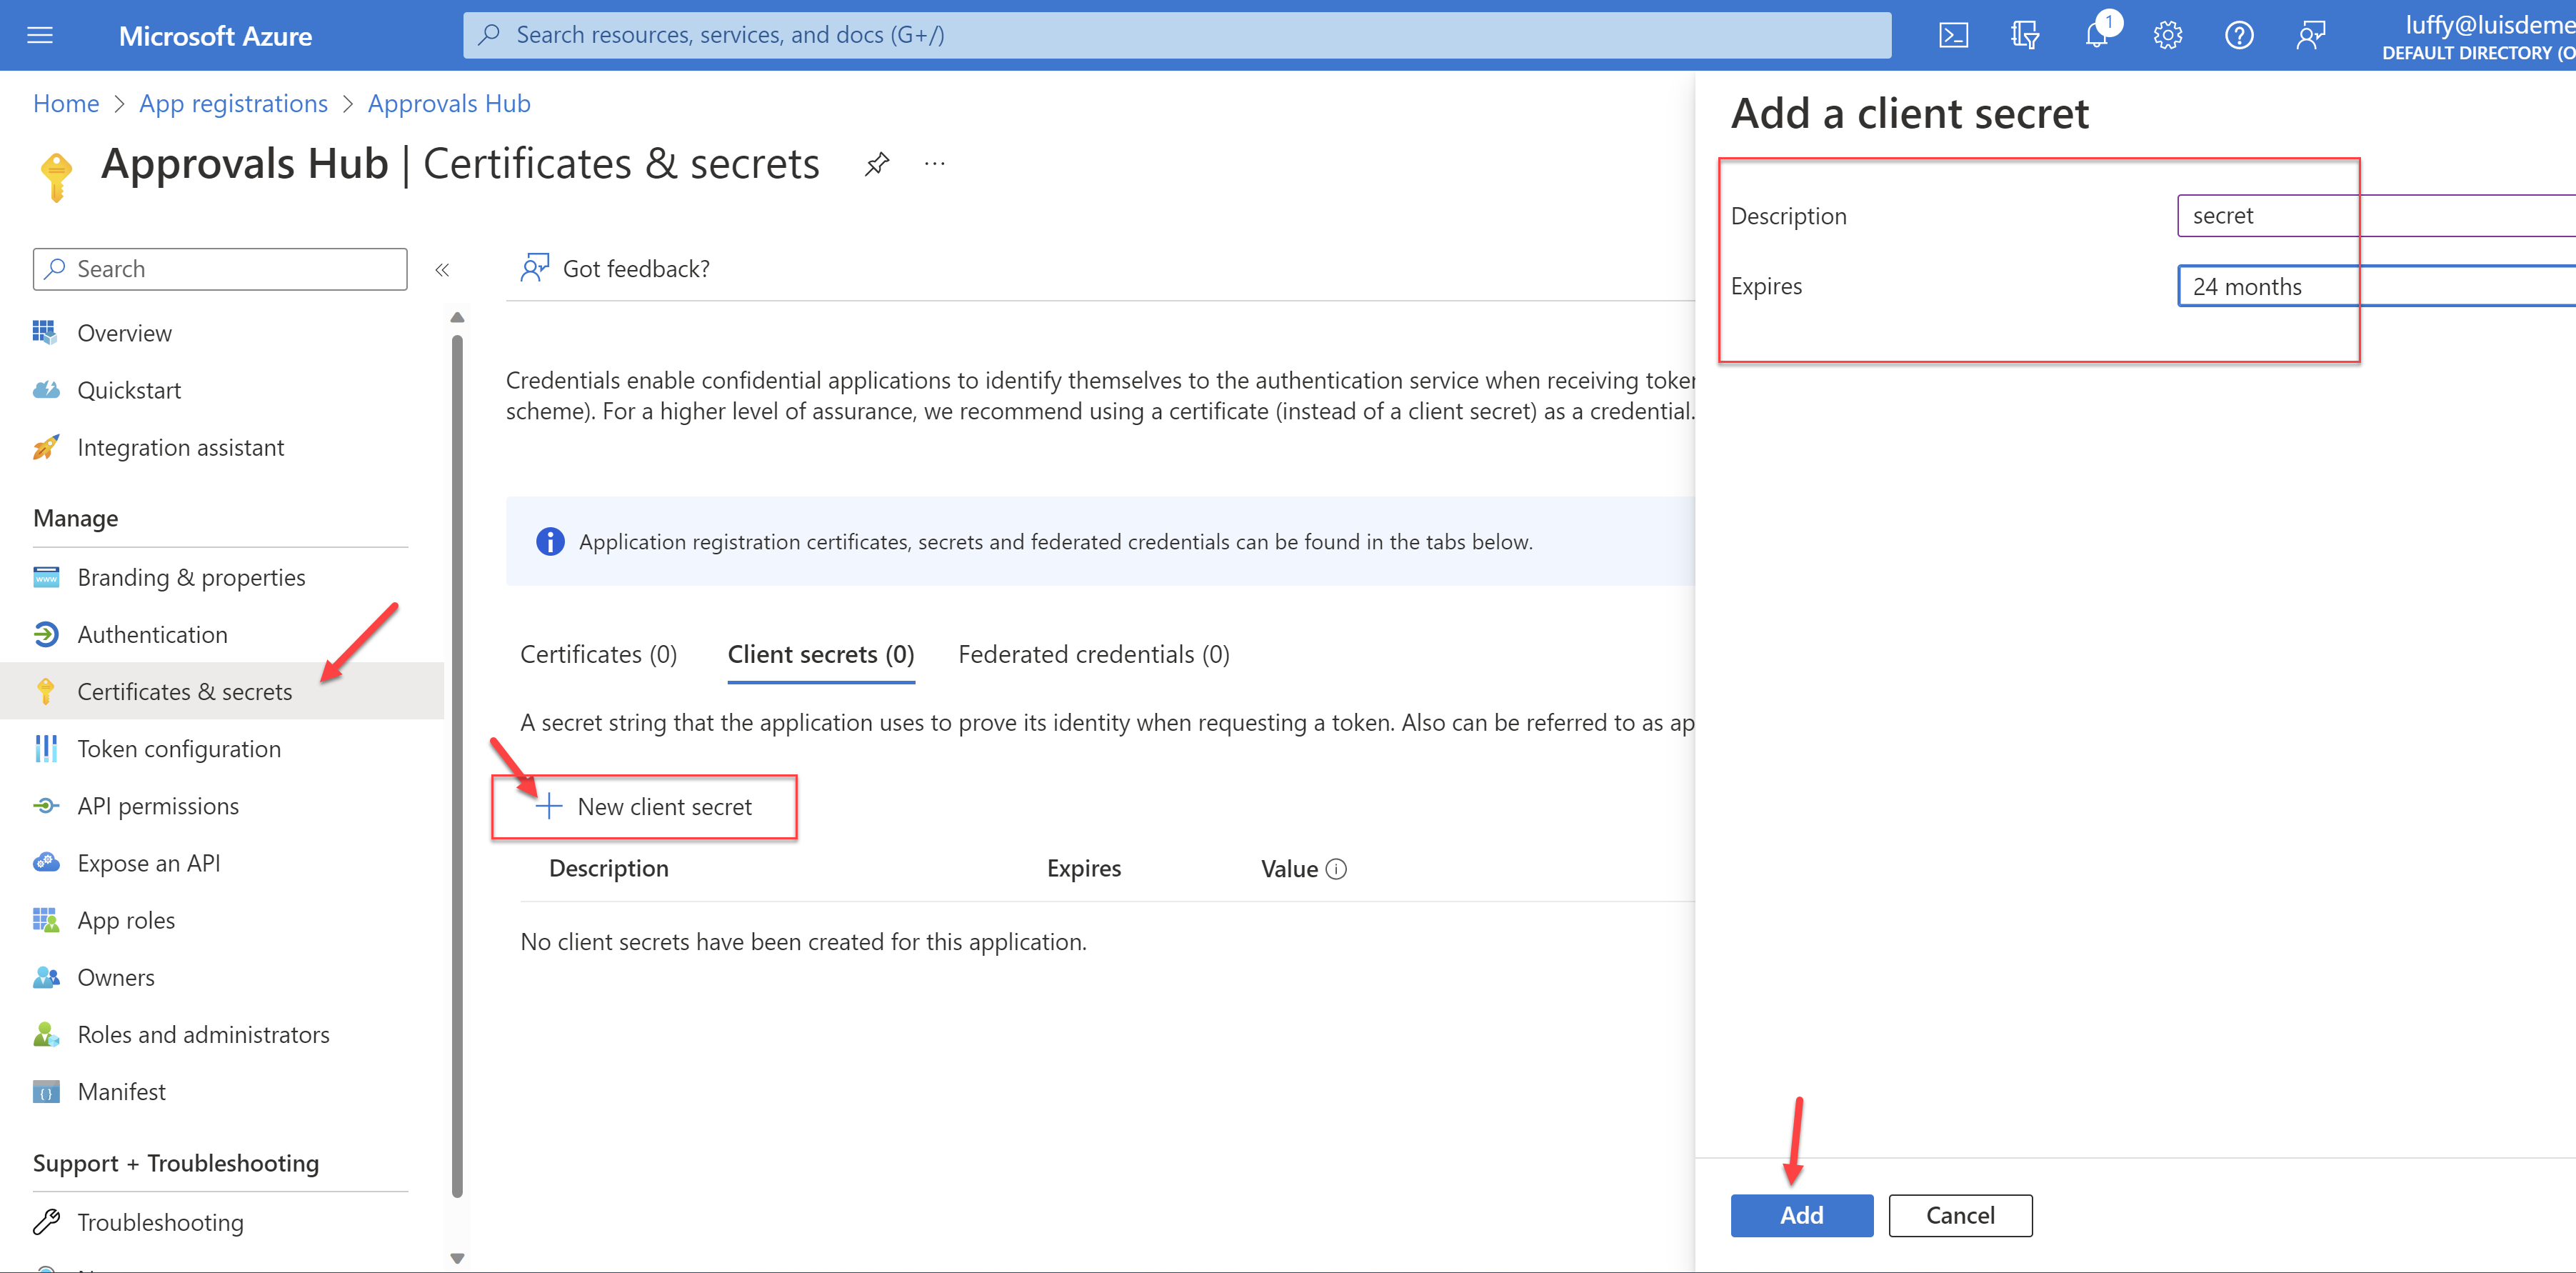 Microsoft Azure
Search resources, services, and docs (G+/)
1
luffy@luisdeme
DEFAULT DIRECTORY (O
Home > App registrations > Approvals Hub
Approvals Hub | Certificates & secrets
Search
Got feedback?
Overview
Quickstart
Integration assistant
Manage
Branding & properties
Authentication
Certificates & secrets
Token configuration
API permissions
Expose an API
App roles
Owners
Roles and administrators
Manifest
Support + Troubleshooting
Troubleshooting
Credentials enable confidential applications to identify themselves to the authentication service when receiving token
scheme). For a higher level of assurance, we recommend using a certificate (instead of a client secret) as a credential.
Application registration certificates, secrets and federated credentials can be found in the tabs below.
Certificates (0) Client secrets (0) Federated credentials (0)
A secret string that the application uses to prove its identity when requesting a token. Also can be referred to as ap
New client secret
Description Expires Value
No client secrets have been created for this application.
Add a client secret
Description secret
Expires 24 months
Add Cancel